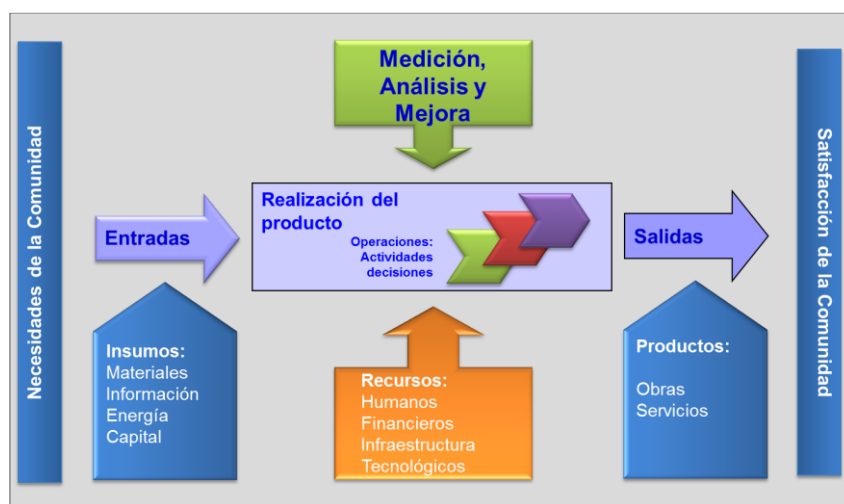 Necesidades de la Comunidad
Medición,
Análisis y
Mejora
Entradas
Realización del
producto
Operaciones:
Actividades
decisiones
Salidas
Insumos:
Materiales
Información
Energía
Capital
Recursos:
Humanos
Financieros
Infraestructura
Tecnológicos
Productos:
Obras
Servicios
Satisfacción de la Comunidad